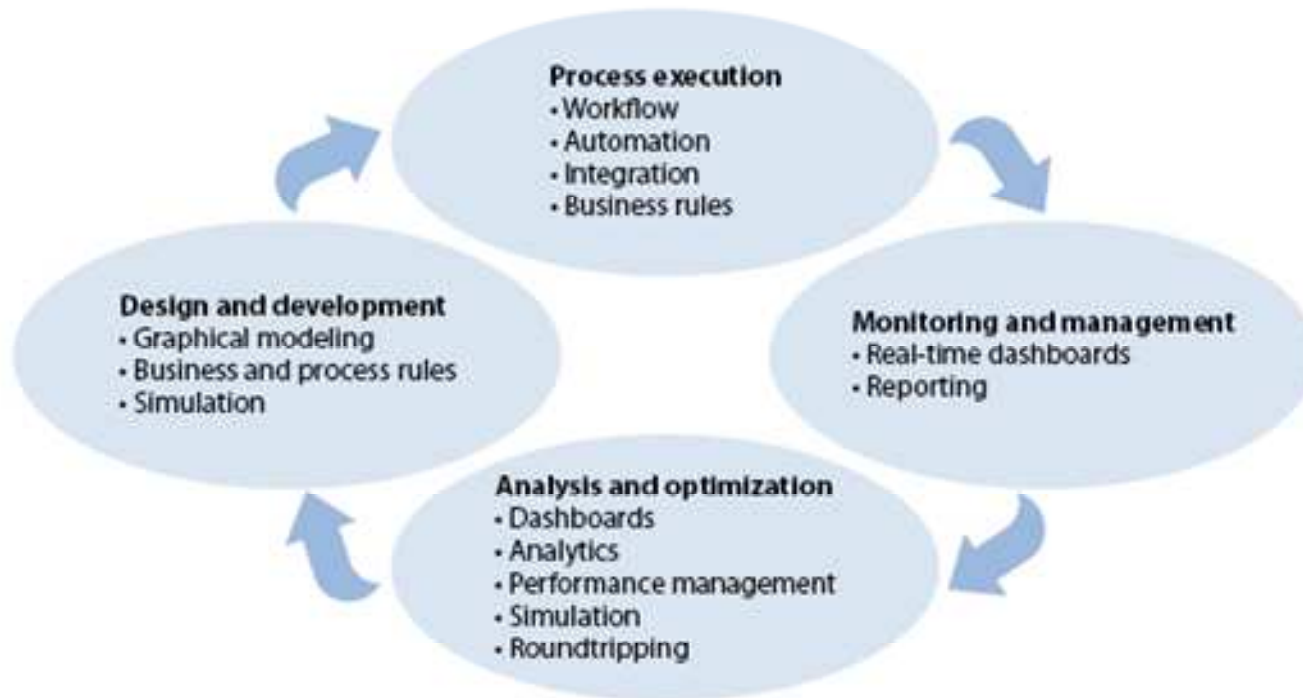 Process execution
• Workflow
• Automation
• Integration
• Business rules
Design and development
• Graphical modeling
• Business and process rules
• Simulation
Monitoring and management
• Real-time dashboards
• Reporting
Analysis and optimization
• Dashboards
• Analytics
• Performance management
• Simulation
• Roundtripping